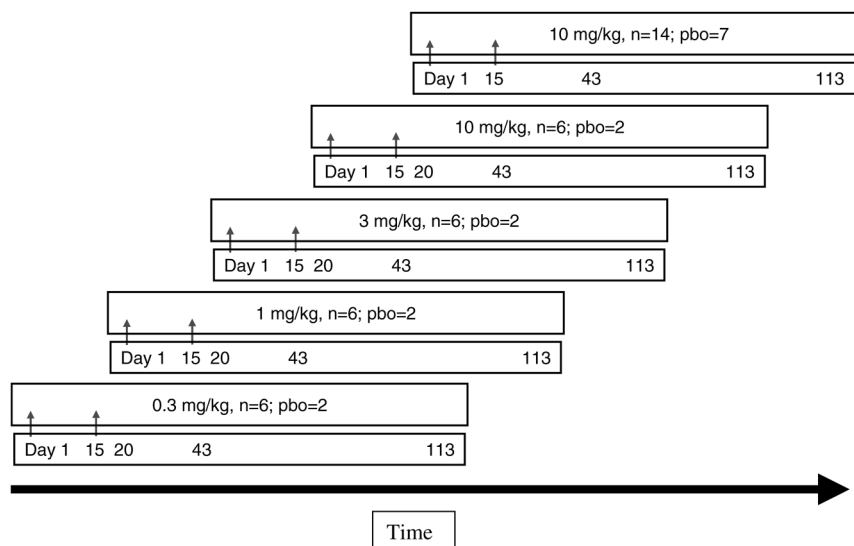 10 mg/kg, n=14; pbo=7
Day 1 15 43 113
10 mg/kg, n=6; pbo=2
Day 1 15 20 43 113
3 mg/kg, n=6; pbo=2
Day 1 15 20 43 113
1 mg/kg, n=6; pbo=2
Day 1 15 20 43 113
0.3 mg/kg, n=6; pbo=2
Day 1 15 20 43 113
Time